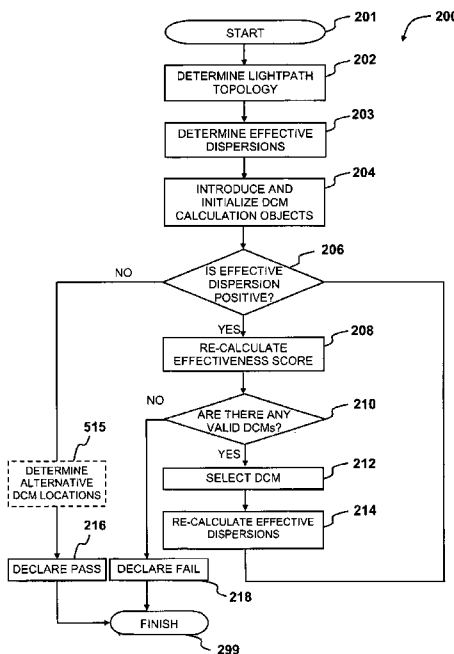 200
201
START
202
DETERMINE LIGHTPATH
TOPOLOGY
203
DETERMINE EFFECTIVE
DISPERSIONS
204
INTRODUCE AND
INITIALIZE DCM
CALCULATION OBJECTS
206
NO
IS EFFECTIVE
DISPERSION
POSITIVE?
YES
208
RE-CALCULATE
EFFECTIVENESS SCORE
NO
210
ARE THERE ANY
VALID DCMs?
YES
515
DETERMINE
ALTERNATIVE
DCM LOCATIONS
212
SELECT DCM
214
RE-CALCULATE EFFECTIVE
DISPERSIONS
216
DECLARE PASS
DECLARE FAIL
218
FINISH
299